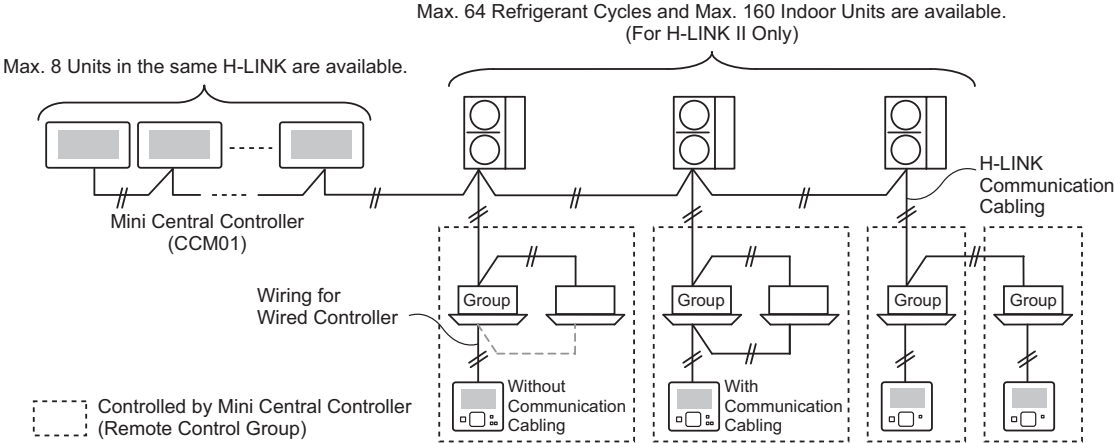 Max. 64 Refrigerant Cycles and Max. 160 Indoor Units are available.
(For H-LINK II Only)
Max. 8 Units in the same H-LINK are available.
H-LINK
Communication
Cabling
Mini Central Controller
(CCM01)
Wiring for
Wired Controller
Group
Group
Group
Group
Without
Communication
Cabling
With
Communication
Cabling
Controlled by Mini Central Controller
(Remote Control Group)